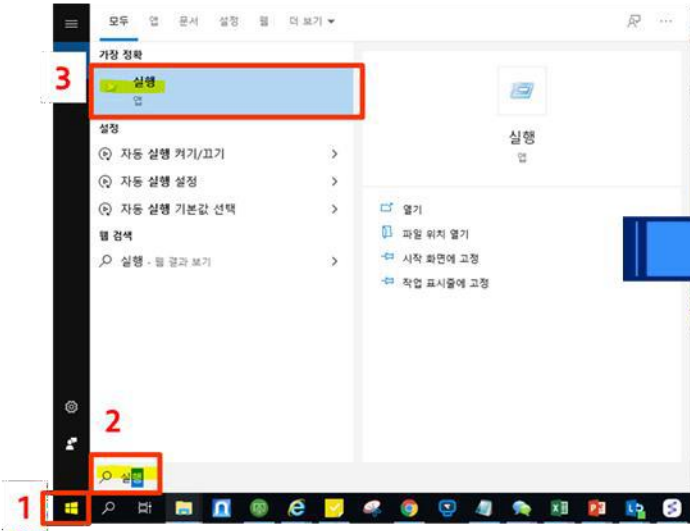 모두 앱 문서 설정 웹 더 보기
가장 정확
3
실행
앱
설정
자동 실행 켜기/끄기
자동 실행 설정
자동 실행 기본값 선택
웹 검색
실행 - 웹 결과 보기
실행
앱
열기
파일 위치 열기
시작 화면에 고정
작업 표시줄에 고정
2
실행
1